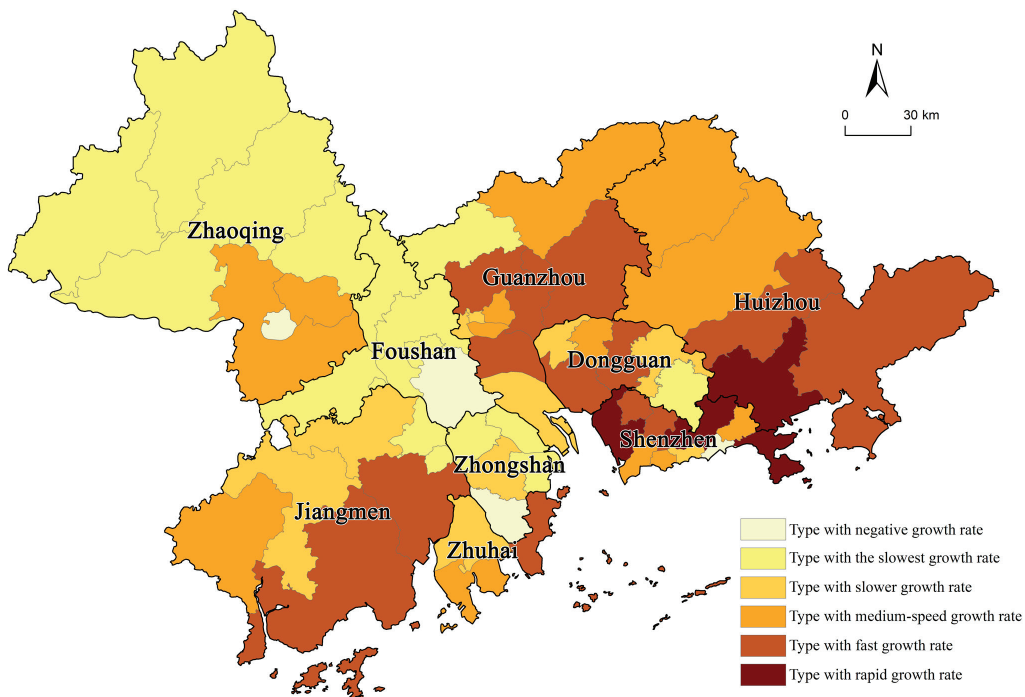 N
0 30 km
Zhaoqing
Guanzhou
Huizhou
Foushan
Dongguan
Shenzhen
Zhongshan
Jiangmen
Zhuhai
Type with negative growth rate
Type with the slowest growth rate
Type with slower growth rate
Type with medium-speed growth rate
Type with fast growth rate
Type with rapid growth rate